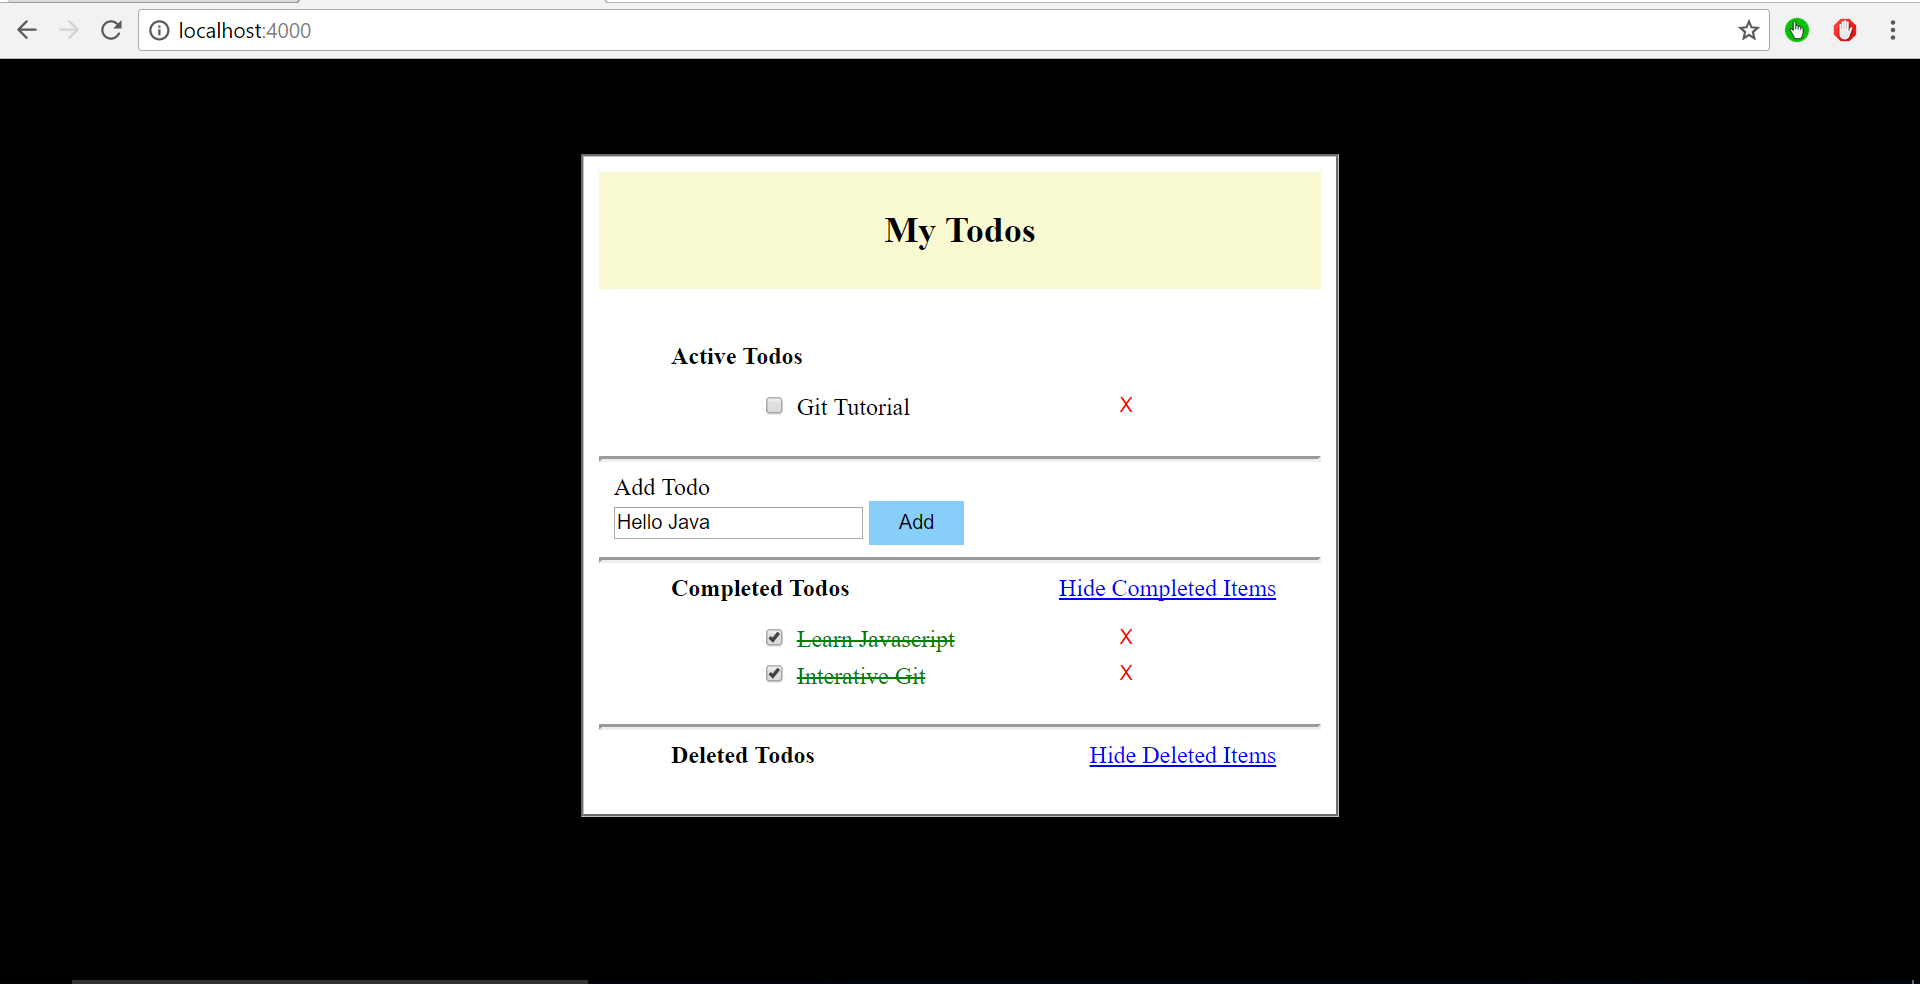 localhost:4000
My Todos
Active Todos
Git Tutorial X
Add Todo
Hello Java Add
Completed Todos Hide Completed Items
Learn Javascript X
Interative Git X
Deleted Todos Hide Deleted Items